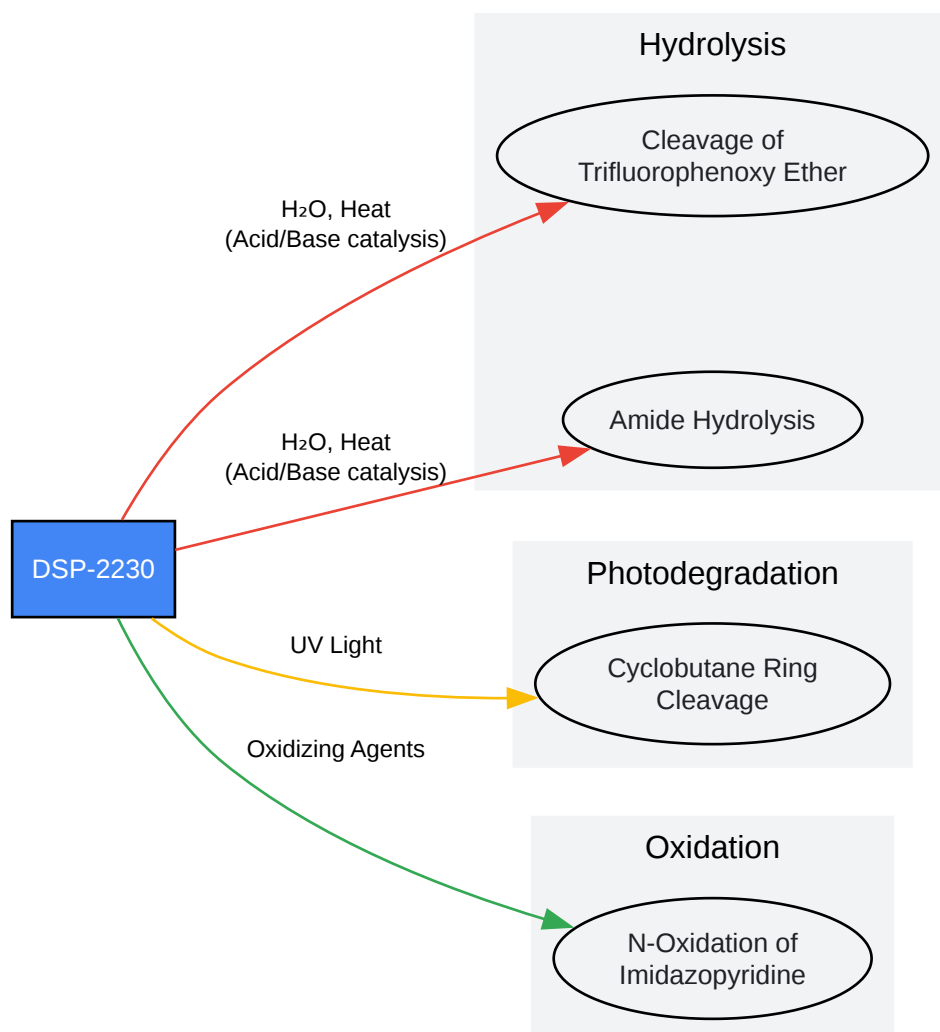 Hydrolysis
Cleavage of
Trifluorophenoxy Ether
H₂O, Heat
(Acid/Base catalysis)
Amide Hydrolysis
H₂O, Heat
(Acid/Base catalysis)
DSP-2230
Photodegradation
UV Light
Cyclobutane Ring
Cleavage
Oxidizing Agents
Oxidation
N-Oxidation of
Imidazopyridine